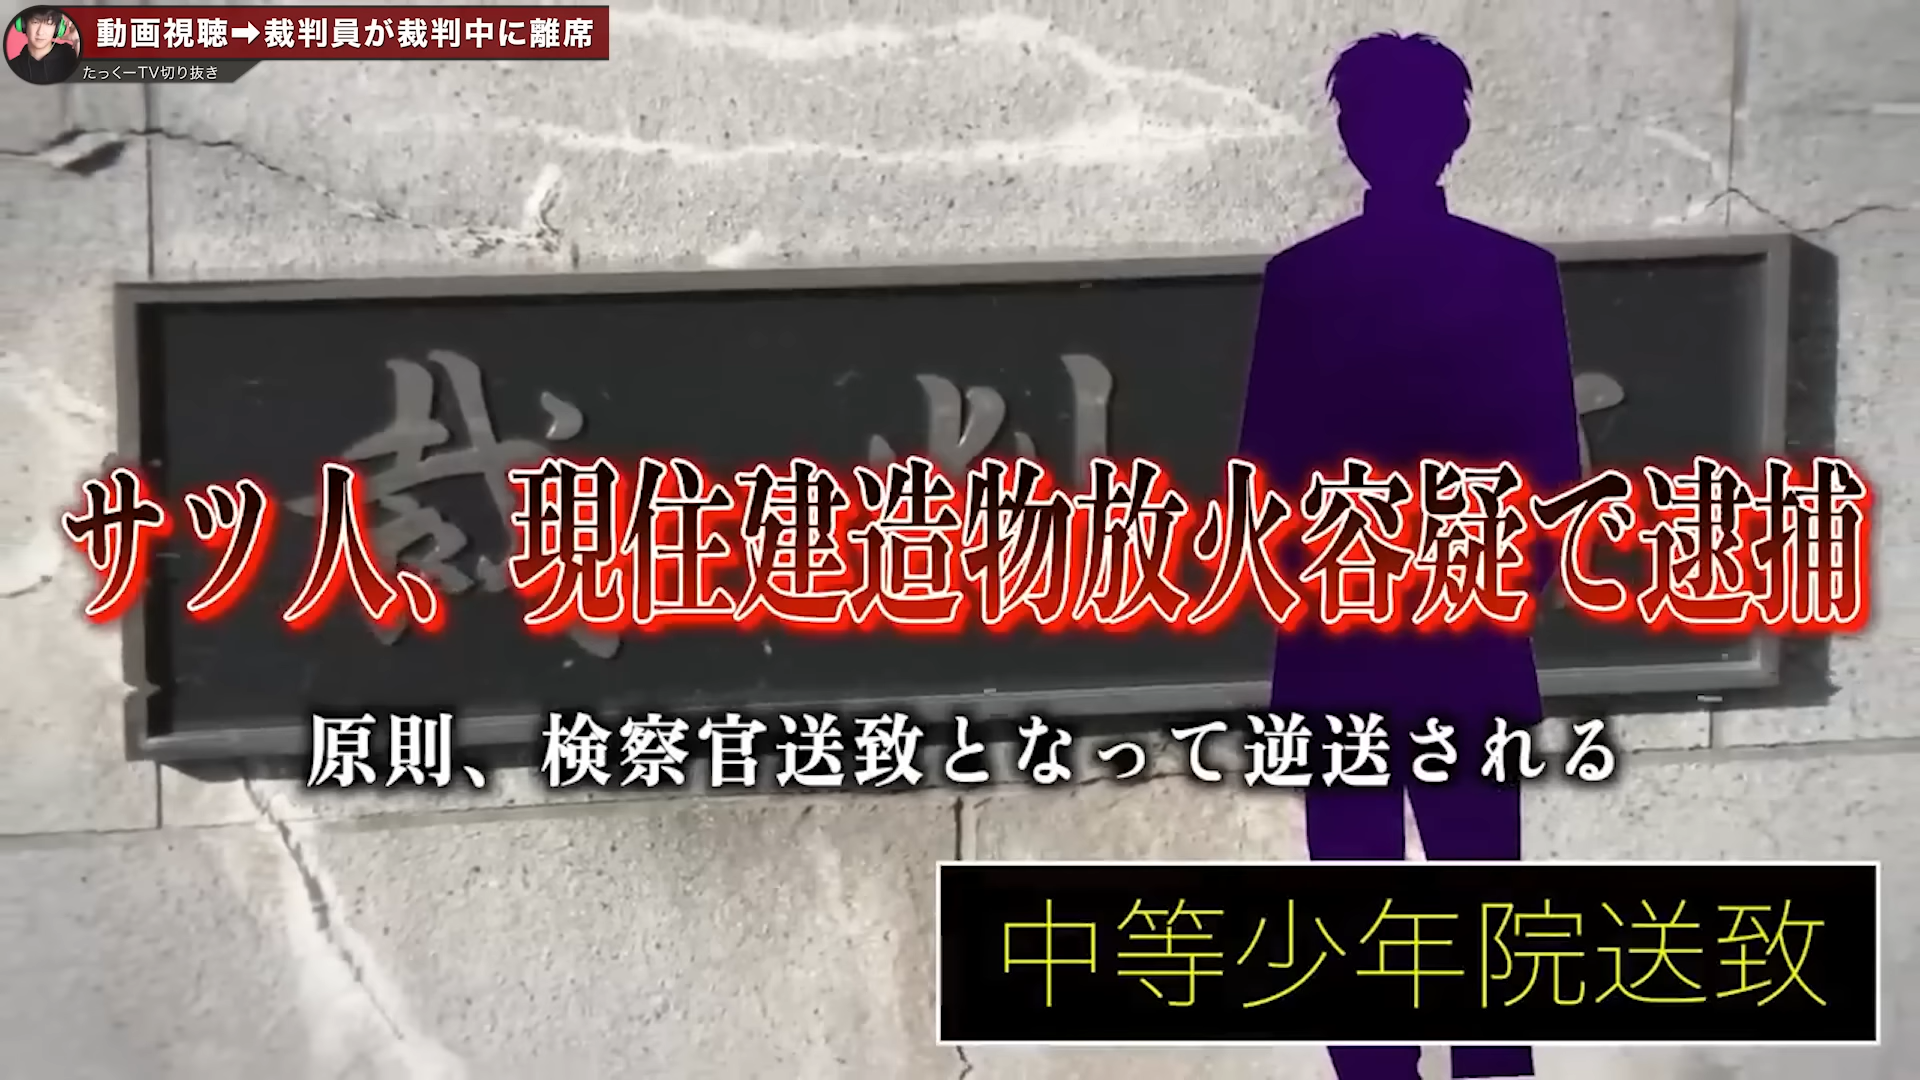 動画視聴➡裁判員が裁判中に離席
たっくーTV切り抜き
裁判
サツ人、現住建造物放火容疑で逮捕
原則、検察官送致となって逆送される
中等少年院送致